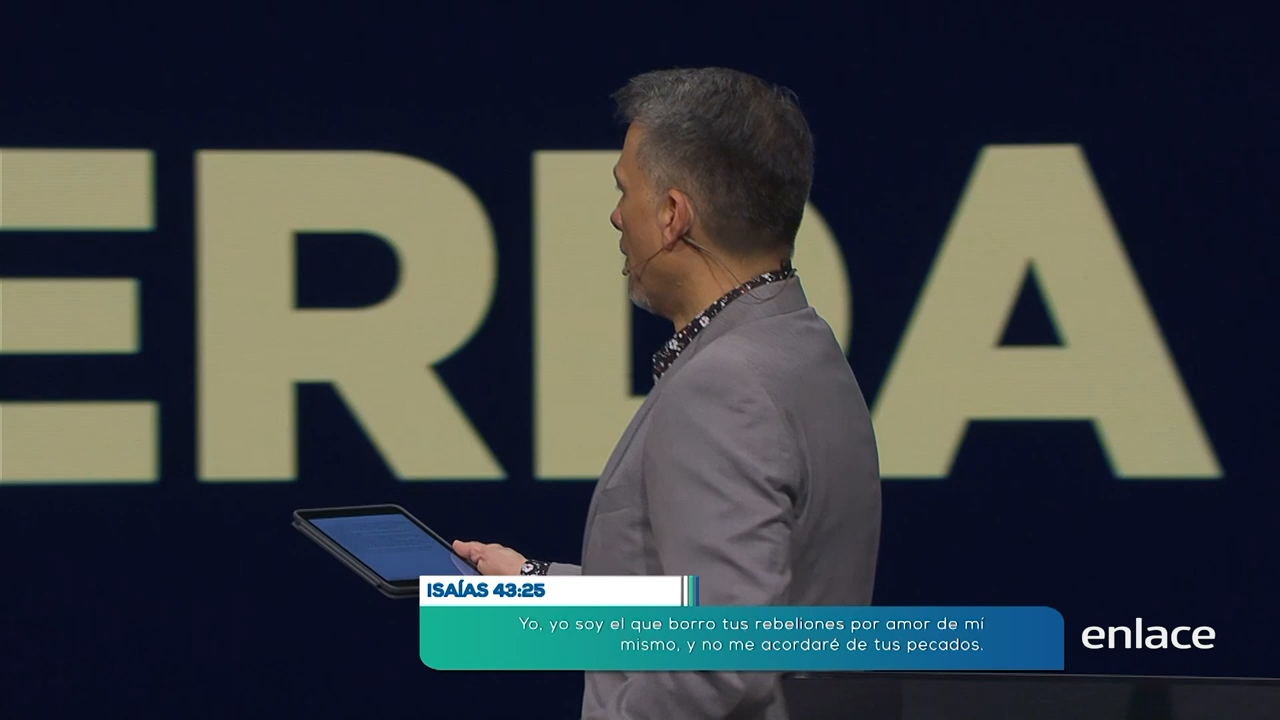 ERDA
ISAÍAS 43:25
Yo, yo soy el que borro tus rebeliones por amor de mí
mismo, y no me acordaré de tus pecados.
enlace